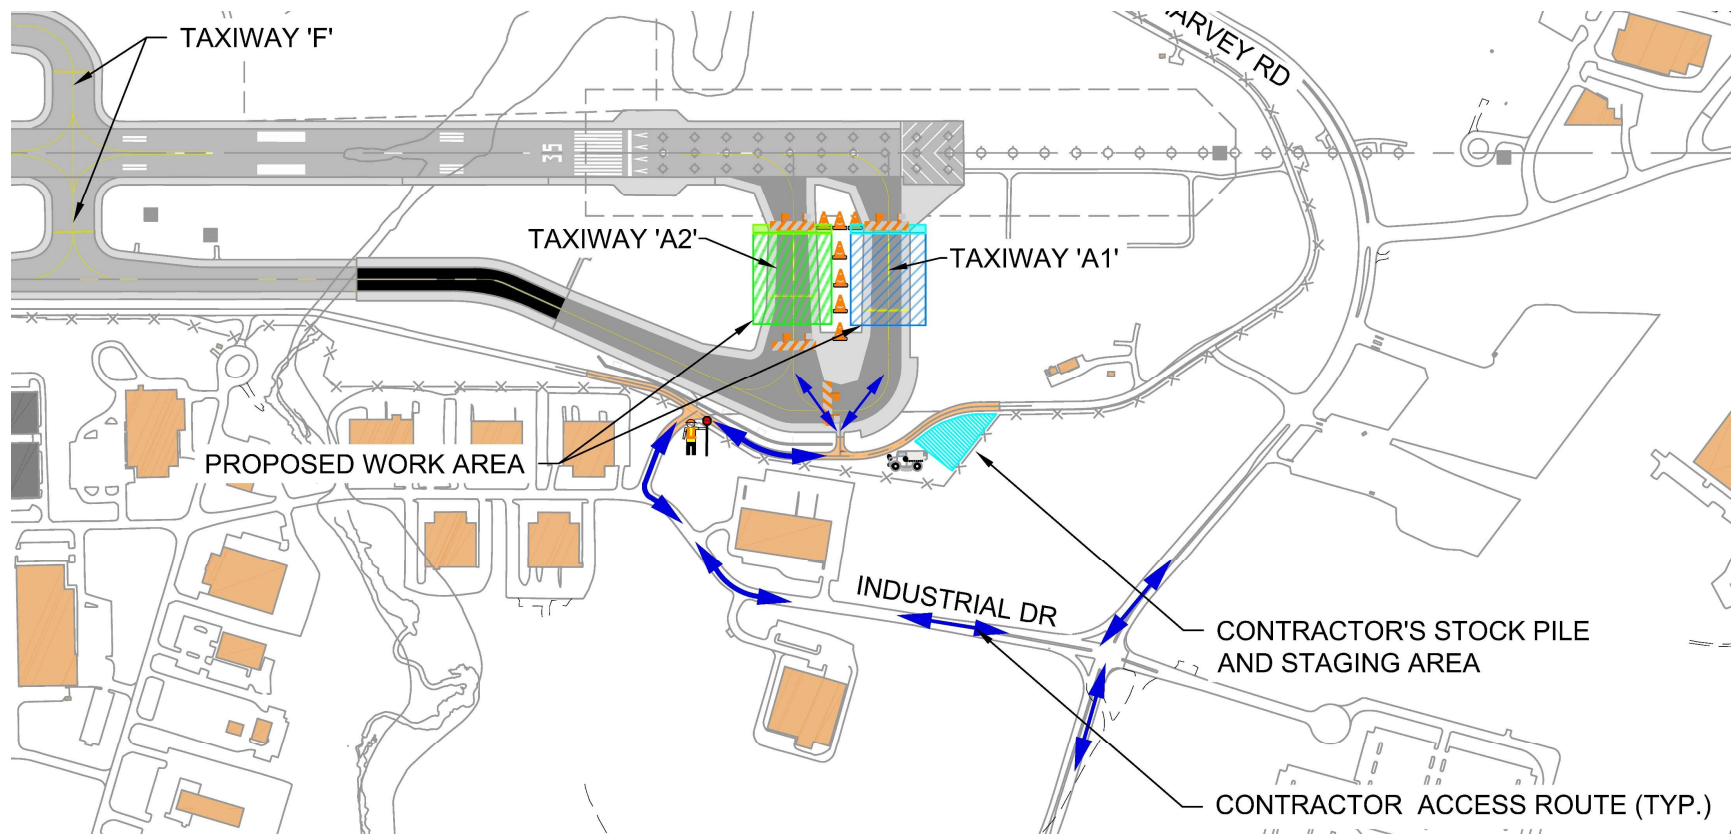 TAXIWAY 'F'
HARVEY RD
35
TAXIWAY 'A2'
TAXIWAY 'A1'
PROPOSED WORK AREA
INDUSTRIAL DR
CONTRACTOR'S STOCK PILE
AND STAGING AREA
CONTRACTOR ACCESS ROUTE (TYP.)